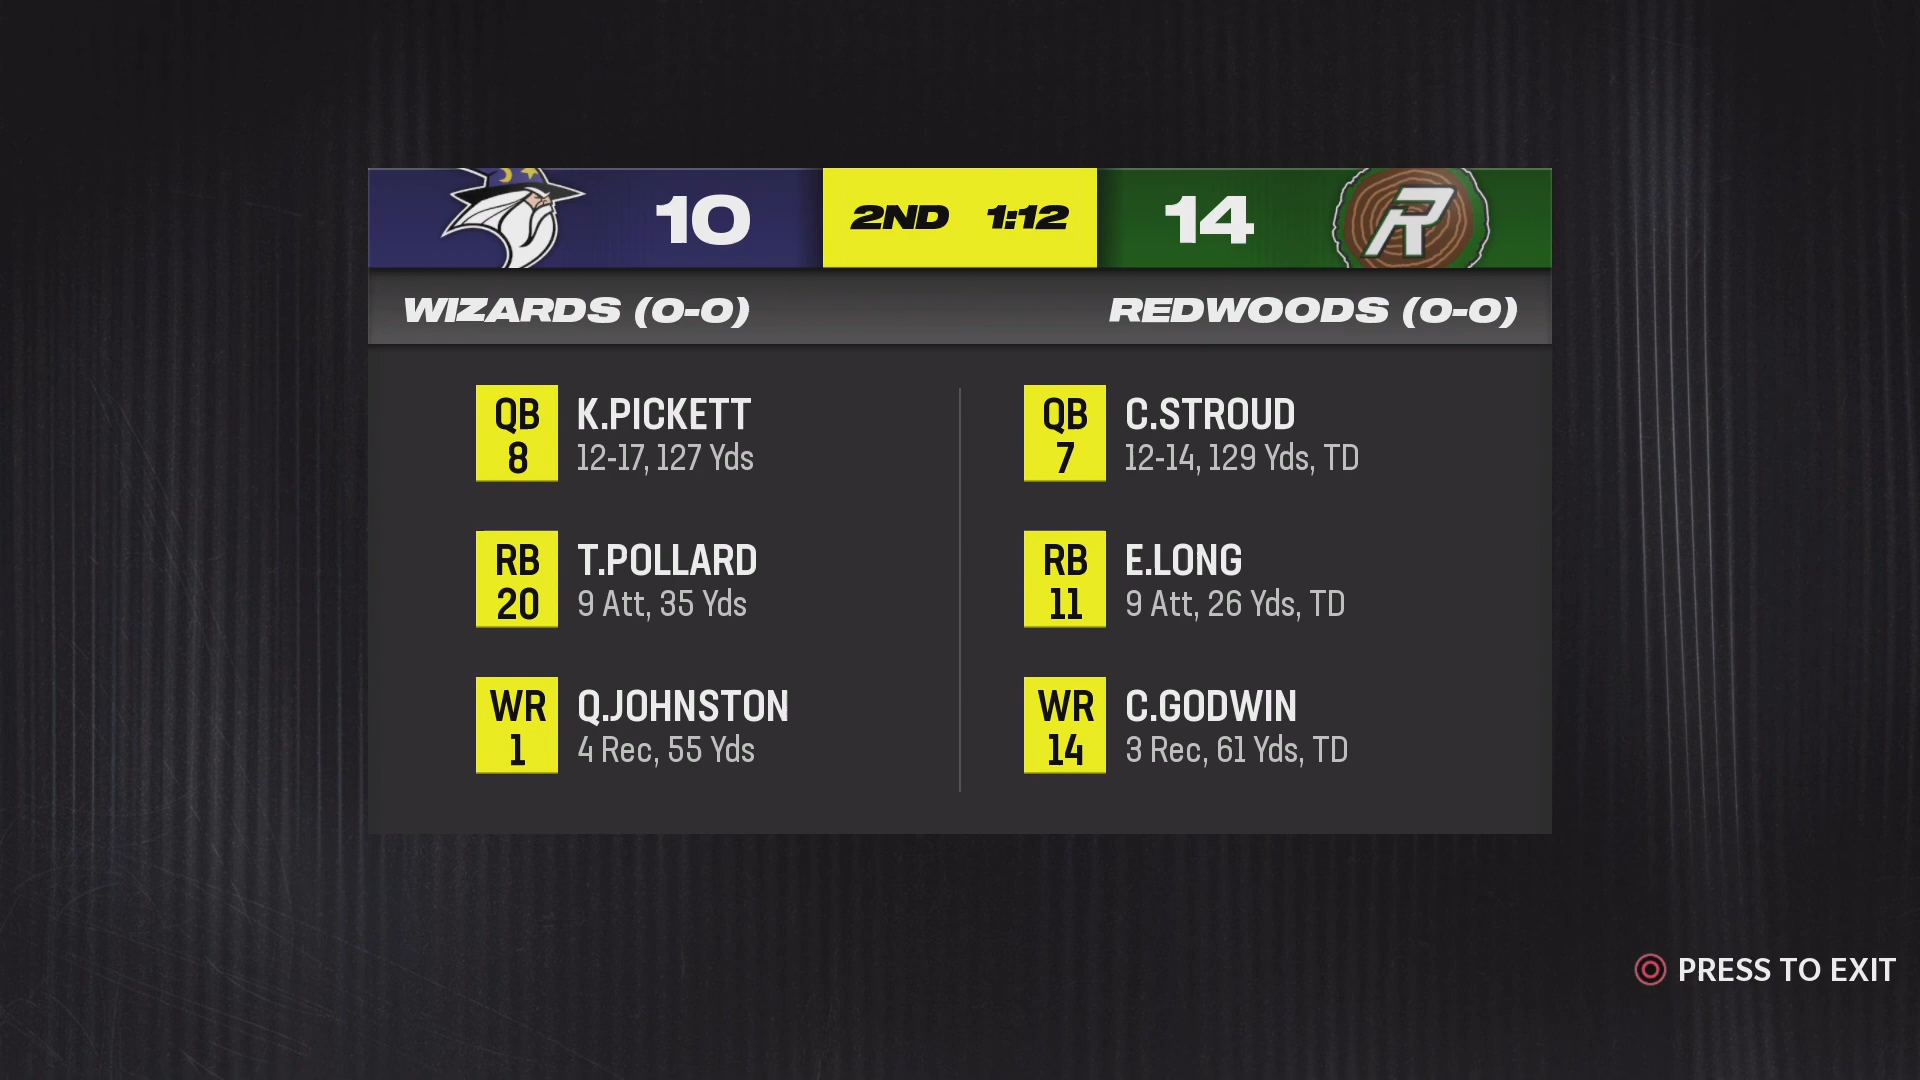 10 2ND 1:12 14 R
WIZARDS (0-0) REDWOODS (0-0)
QB 8 K.PICKETT
12-17, 127 Yds
RB 20 T.POLLARD
9 Att, 35 Yds
WR 1 Q.JOHNSTON
4 Rec, 55 Yds
QB 7 C.STROUD
12-14, 129 Yds, TD
RB 11 E.LONG
9 Att, 26 Yds, TD
WR 14 C.GODWIN
3 Rec, 61 Yds, TD
PRESS TO EXIT